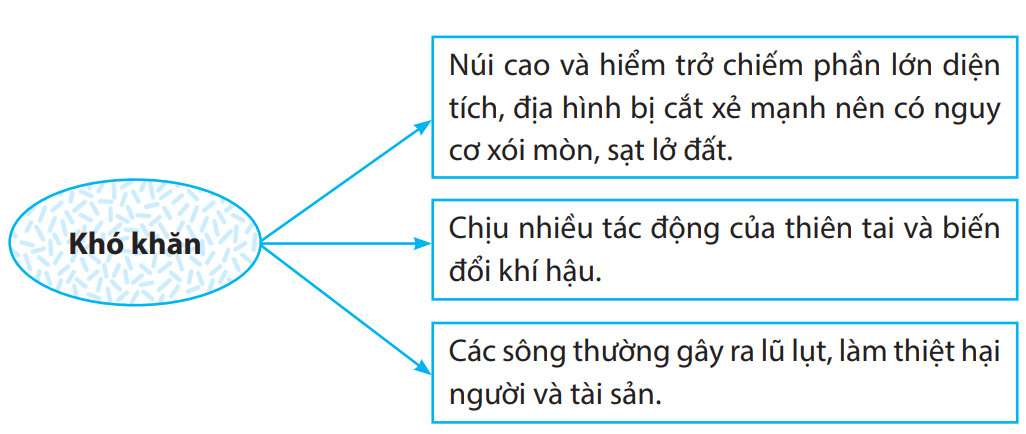 Khó khăn
Núi cao và hiểm trở chiếm phần lớn diện
tích, địa hình bị cắt xẻ mạnh nên có nguy
cơ xói mòn, sạt lở đất.
Chịu nhiều tác động của thiên tai và biến
đổi khí hậu.
Các sông thường gây ra lũ lụt, làm thiệt hại
người và tài sản.